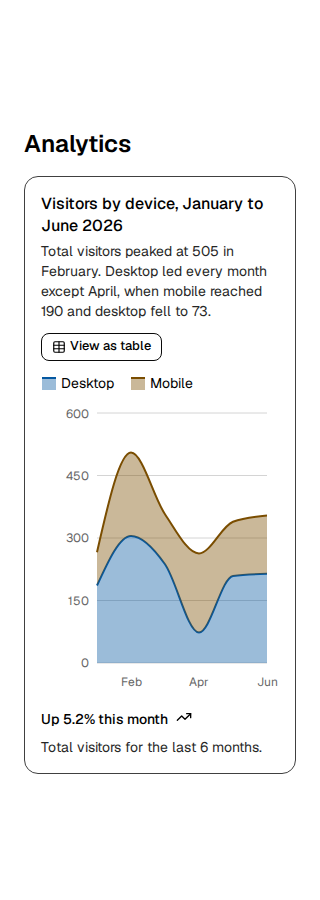 Analytics
Visitors by device, January to
June 2026
Total visitors peaked at 505 in
February. Desktop led every month
except April, when mobile reached
190 and desktop fell to 73.
View as table
Desktop Mobile
600
450
300
150
0
Feb Apr Jun
Up 5.2% this month
Total visitors for the last 6 months.